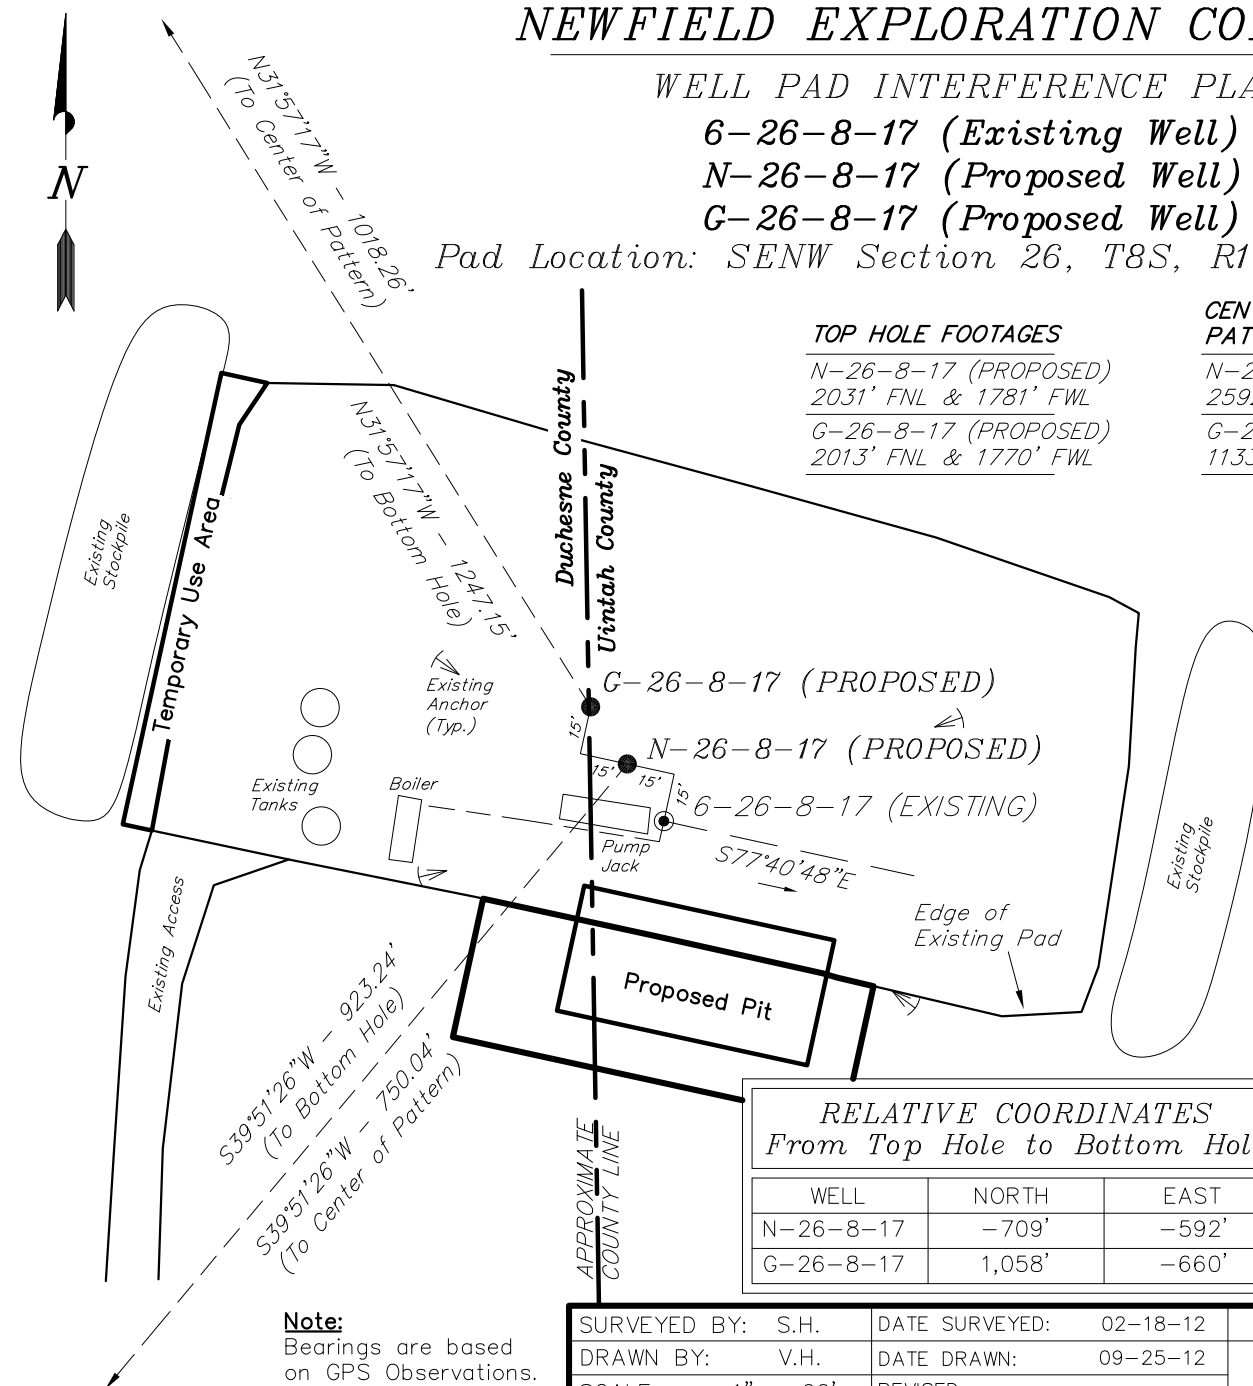 NEWFIELD EXPLORATION CO
WELL PAD INTERFERENCE PLA
6-26-8-17 (Existing Well)
N-26-8-17 (Proposed Well)
G-26-8-17 (Proposed Well)
Pad Location: SENW Section 26, T8S, R1
N
N31°57'17"W - 1018.26'
(To Center of Pattern)
TOP HOLE FOOTAGES
N-26-8-17 (PROPOSED)
2031' FNL & 1781' FWL
G-26-8-17 (PROPOSED)
2013' FNL & 1770' FWL
CEN
PAT
N-2
259
G-2
113
N31°57'17"W - 1247.15'
(To Bottom Hole)
Duchesne County
Uintah County
Existing
Stockpile
Temporary Use Area
Existing
Anchor
(Typ.)
G-26-8-17 (PROPOSED)
15'
N-26-8-17 (PROPOSED)
15'
15'
15'
6-26-8-17 (EXISTING)
Existing
Tanks
Boiler
Pump
Jack
S77°40'48"E
Existing
Stockpile
Edge of
Existing Pad
Existing Access
Proposed Pit
S39°51'26"W - 923.24'
(To Bottom Hole)
S39°51'26"W - 750.04'
(To Center of Pattern)
APPROXIMATE
COUNTY LINE
RELATIVE COORDINATES
From Top Hole to Bottom Hol
WELL NORTH EAST
N-26-8-17 -709' -592'
G-26-8-17 1,058' -660'
Note:
Bearings are based
on GPS Observations.
SURVEYED BY: S.H. DATE SURVEYED: 02-18-12
DRAWN BY: V.H. DATE DRAWN: 09-25-12